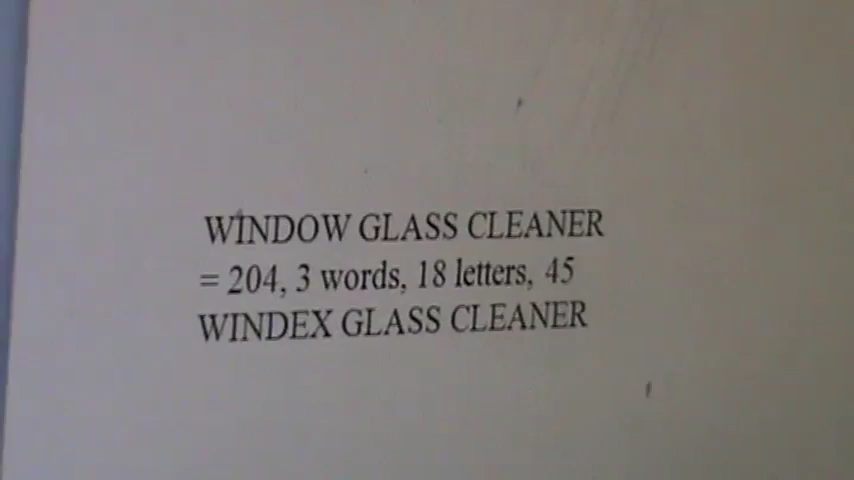 WINDOW GLASS CLEANER
= 204, 3 words, 18 letters, 45
WINDEX GLASS CLEANER